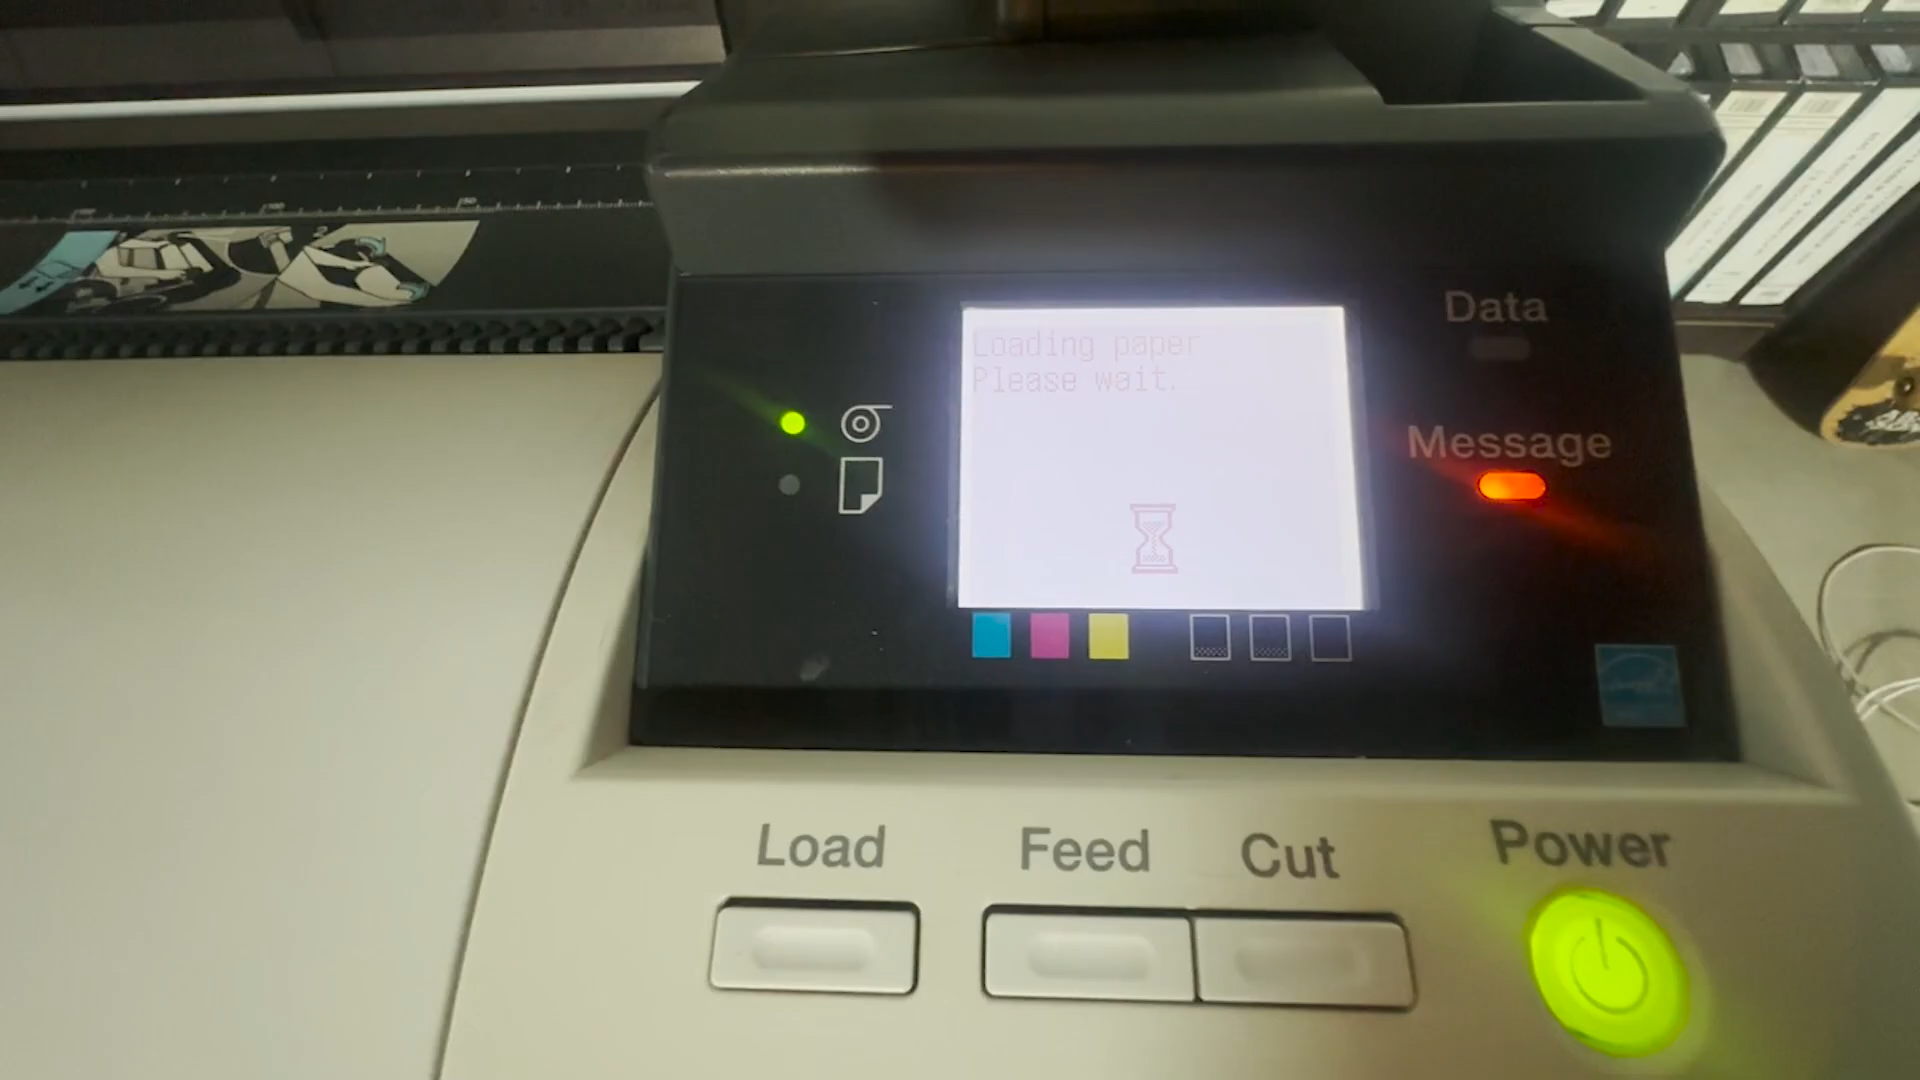 Loading paper
Please wait.
Data
Message
Load
Feed
Cut
Power